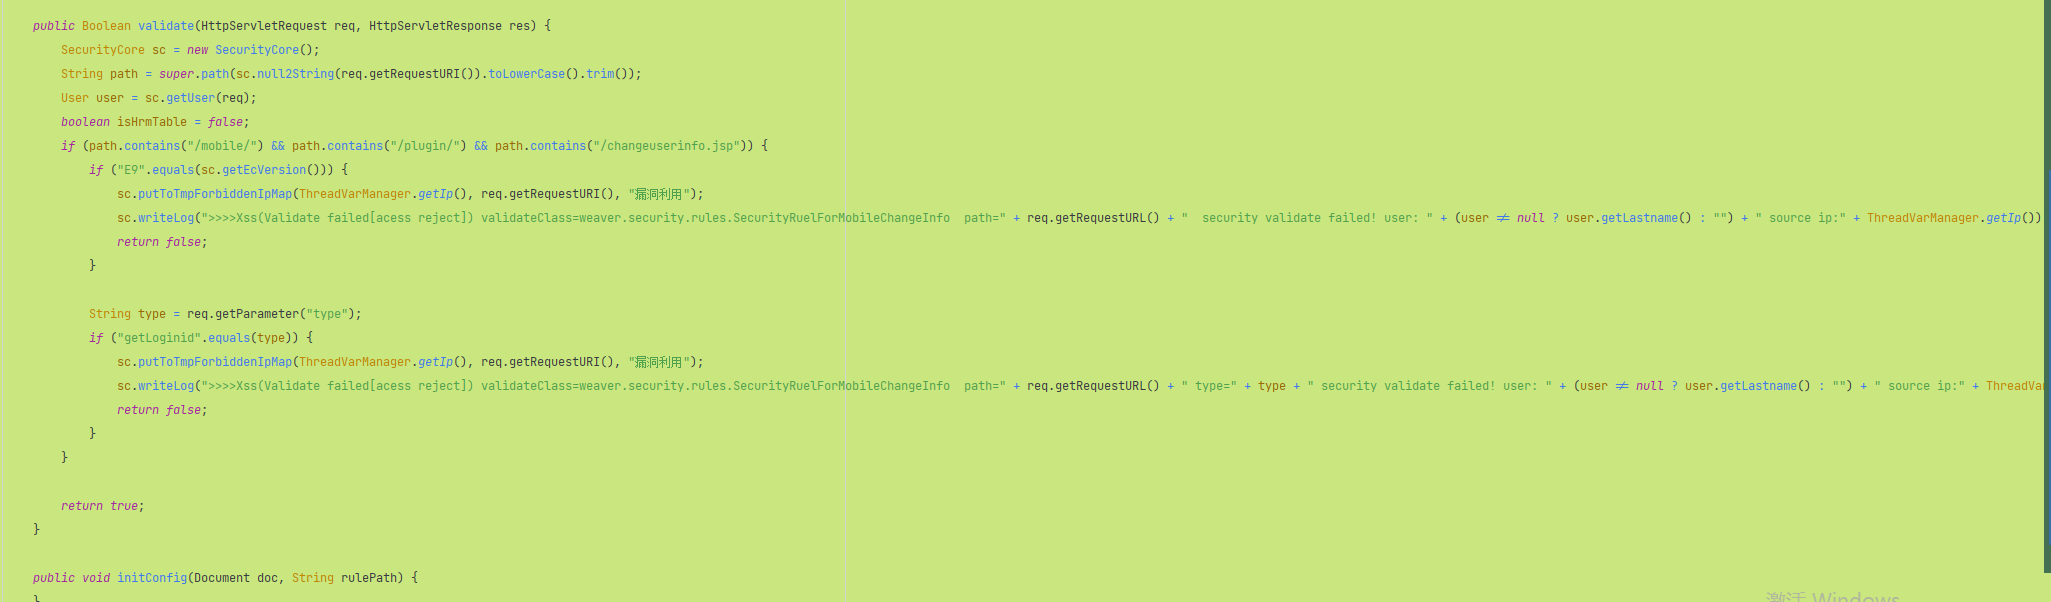 public Boolean validate(HttpServletRequest req, HttpServletResponse res) {
SecurityCore sc = new SecurityCore();
String path = super.path(sc.null2String(req.getRequestURI()).toLowerCase().trim());
User user = sc.getUser(req);
boolean isHrmTable = false;
if (path.contains("/mobile/") && path.contains("/plugin/") && path.contains("/changeuserinfo.jsp")) {
if ("E9".equals(sc.getEcVersion())) {
sc.putToTmpForbiddenIpMap(ThreadVarManager.getIp(), req.getRequestURI(), "漏洞利用");
sc.writeLog(">>>>Xss(Validate failed[acess reject]) validateClass=weaver.security.rules.SecurityRuelForMobileChangeInfo  path=" + req.getRequestURL() + "  security validate failed! user: " + (user ≠ null ? user.getLastname() : "") + " source ip:" + ThreadVarManager.getIp())
return false;
}
String type = req.getParameter("type");
if ("getLoginid".equals(type)) {
sc.putToTmpForbiddenIpMap(ThreadVarManager.getIp(), req.getRequestURI(), "漏洞利用");
sc.writeLog(">>>>Xss(Validate failed[acess reject]) validateClass=weaver.security.rules.SecurityRuelForMobileChangeInfo  path=" + req.getRequestURL() + " type=" + type + " security validate failed! user: " + (user ≠ null ? user.getLastname() : "") + " source ip:" + ThreadVa
return false;
}
}
return true;
}
public void initConfig(Document doc, String rulePath) {
}
激活 Windows